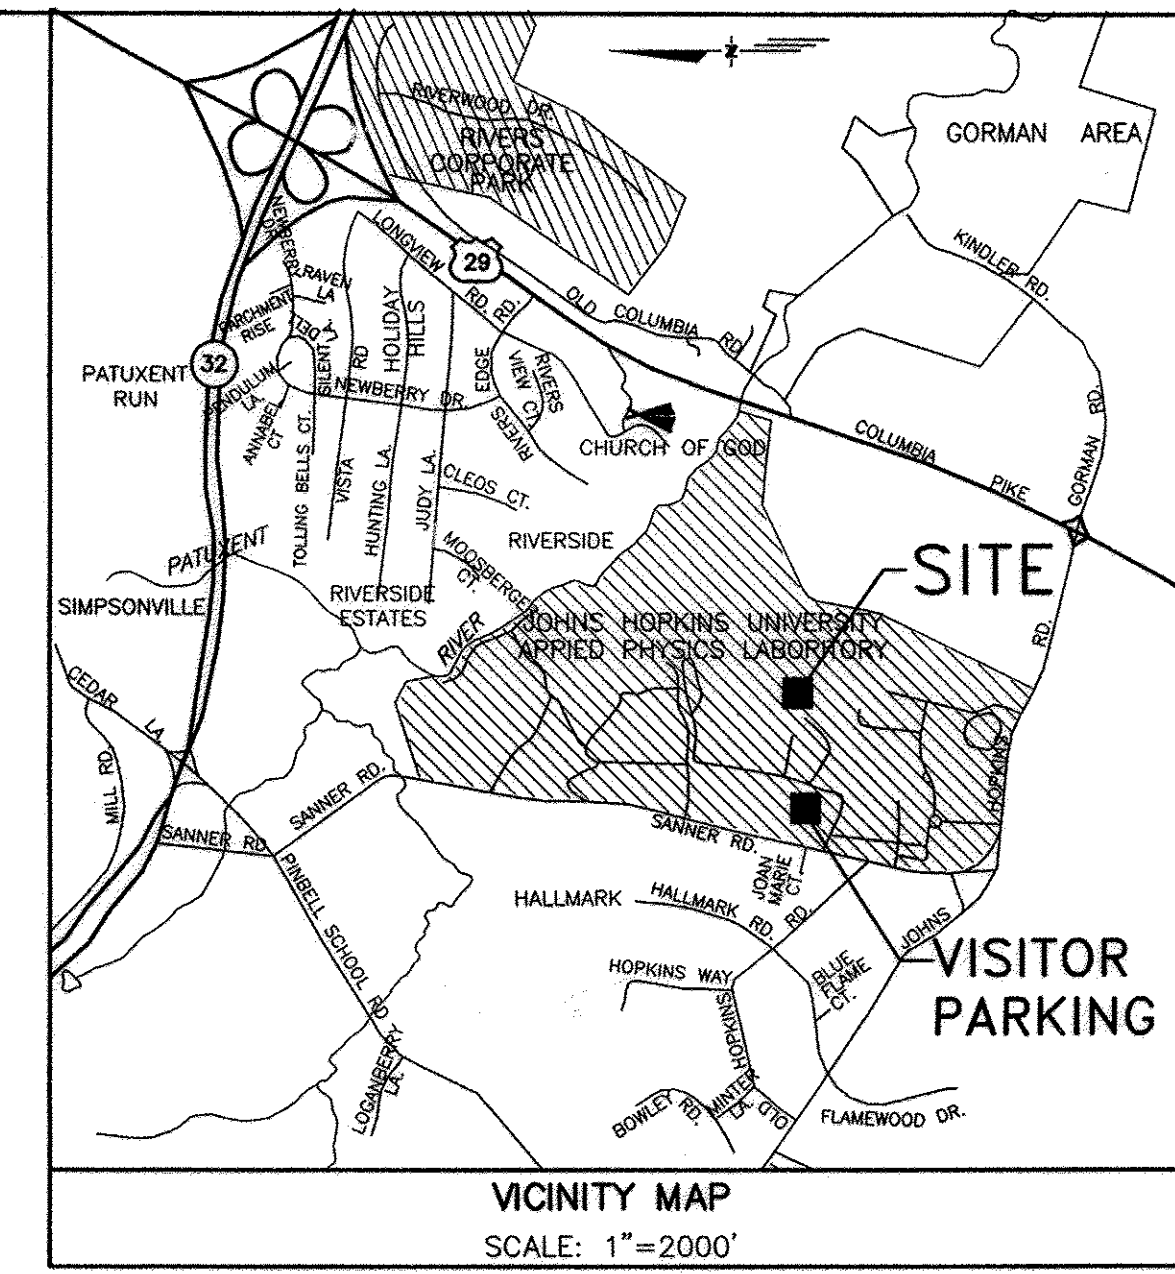 N
RIVERWOOD DR.
RIVERS
CORPORATE
PARK
GORMAN AREA
KINDLER RD.
NEWBERRY
DR.
LONGVIEW
RD.
RD.
29
OLD
COLUMBIA
RD.
RAVEN
LA
PARCHMENT
RISE
DELL
LA.
HOLIDAY
HILLS
32
PATUXENT
RUN
PENDULUM
LA.
SILENT
RD
EDGE
RIVERS
VIEW CT.
NEWBERRY DR.
ANNABEL
CT
RIVERS
CHURCH OF GOD
COLUMBIA
PIKE
GORMAN RD.
TOLLING BELLS CT.
VISTA
HUNTING LA.
JUDY LA.
CLEOS CT.
RIVERSIDE
PATUXENT
MOOSBERGER
CT.
SITE
SIMPSONVILLE
RIVERSIDE
ESTATES
RIVER
JOHNS HOPKINS UNIVERSITY
APPIED PHYSICS LABORTORY
RD.
CEDAR LA.
MILL RD.
SANNER RD.
HOPKINS
SANNER RD
SANNER RD.
JOAN
MARIE
CT.
PINBELL SCHOOL RD
HALLMARK
HALLMARK RD.
RD.
JOHNS
VISITOR
PARKING
HOPKINS WAY
BLUE
FLAME
CT.
HOPKINS
LOGANBERRY
LA.
BOWLEY RD.
MINTER
LA.
OLD
FLAMEWOOD DR.
VICINITY MAP
SCALE: 1"=2000'